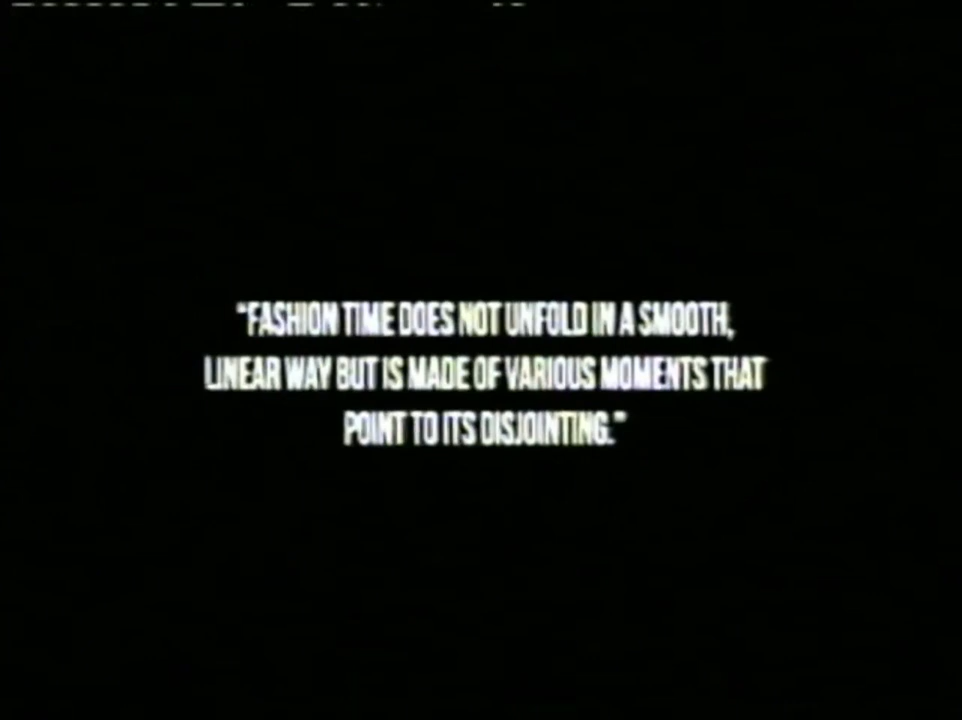 "FASHION TIME DOES NOT UNFOLD IN A SMOOTH,
LINEAR WAY BUT IS MADE OF VARIOUS MOMENTS THAT
POINT TO ITS DISJOINTING."